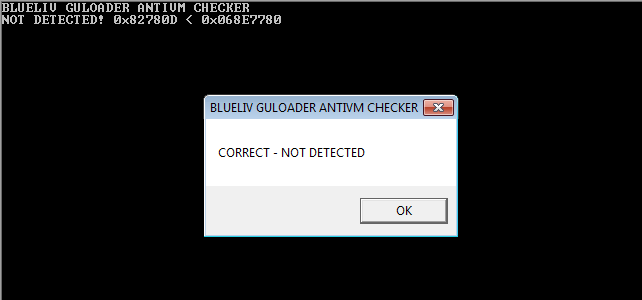 BLUELIV GULOADER ANTIVM CHECKER
NOT DETECTED! 0x82780D < 0x068E7780
BLUELIV GULOADER ANTIVM CHECKER
CORRECT - NOT DETECTED
OK